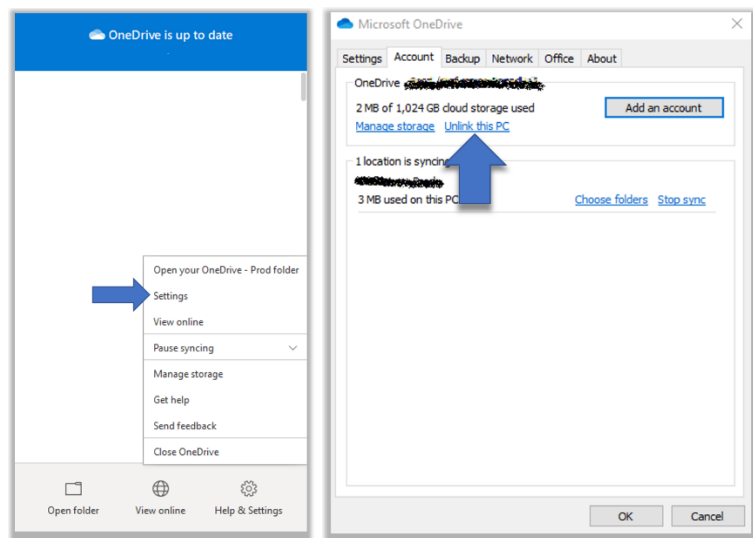 OneDrive is up to date
Open your OneDrive - Prod folder
Settings
View online
Pause syncing
Manage storage
Get help
Send feedback
Close OneDrive
Open folder
View online
Help & Settings
Microsoft OneDrive
Settings Account Backup Network Office About
OneDrive
2 MB of 1,024 GB cloud storage used
Add an account
Manage storage Unlink this PC
1 location is syncing
3 MB used on this PC
Choose folders Stop sync
OK Cancel